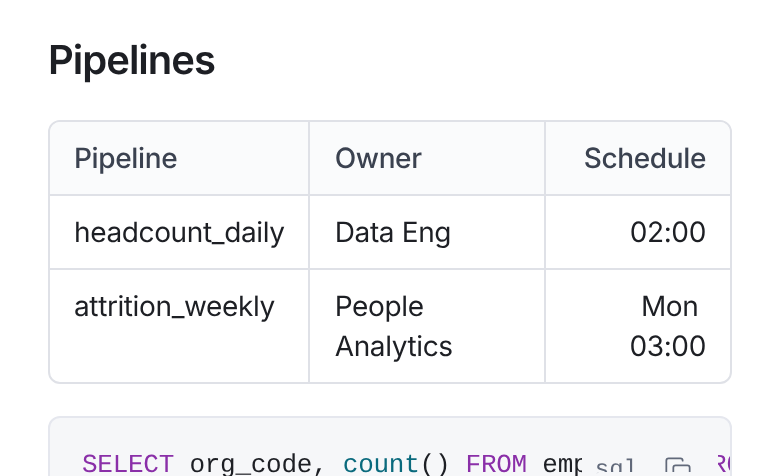 Pipelines
Pipeline Owner Schedule
headcount_daily Data Eng 02:00
attrition_weekly People Mon
Analytics 03:00
SELECT org_code, count() FROM sql